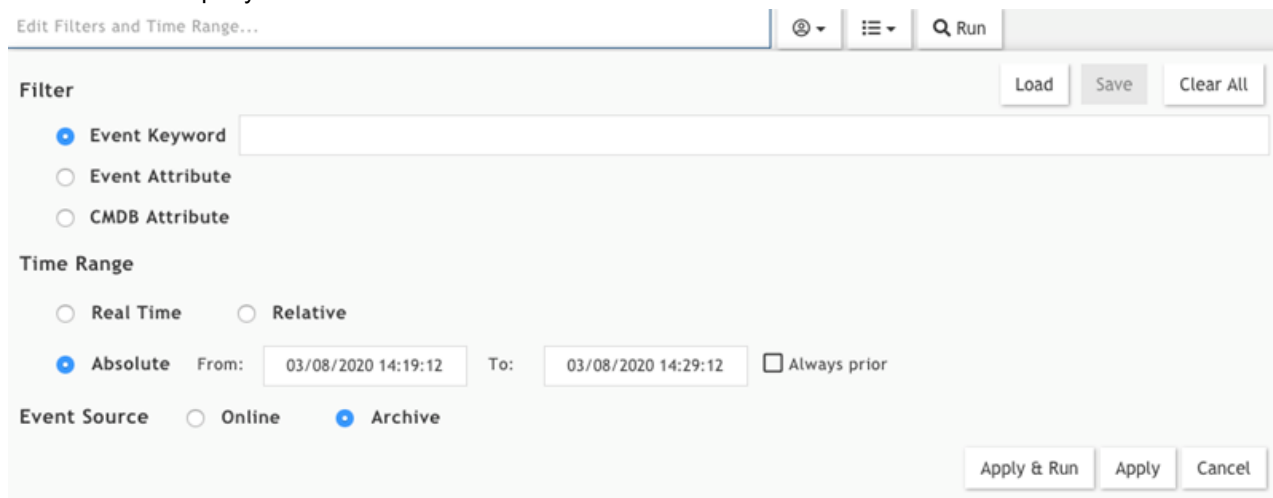 Edit Filters and Time Range...
Run
Load Save Clear All
Filter
Event Keyword
Event Attribute
CMDB Attribute
Time Range
Real Time Relative
Absolute From: 03/08/2020 14:19:12 To: 03/08/2020 14:29:12 Always prior
Event Source Online Archive
Apply & Run Apply Cancel